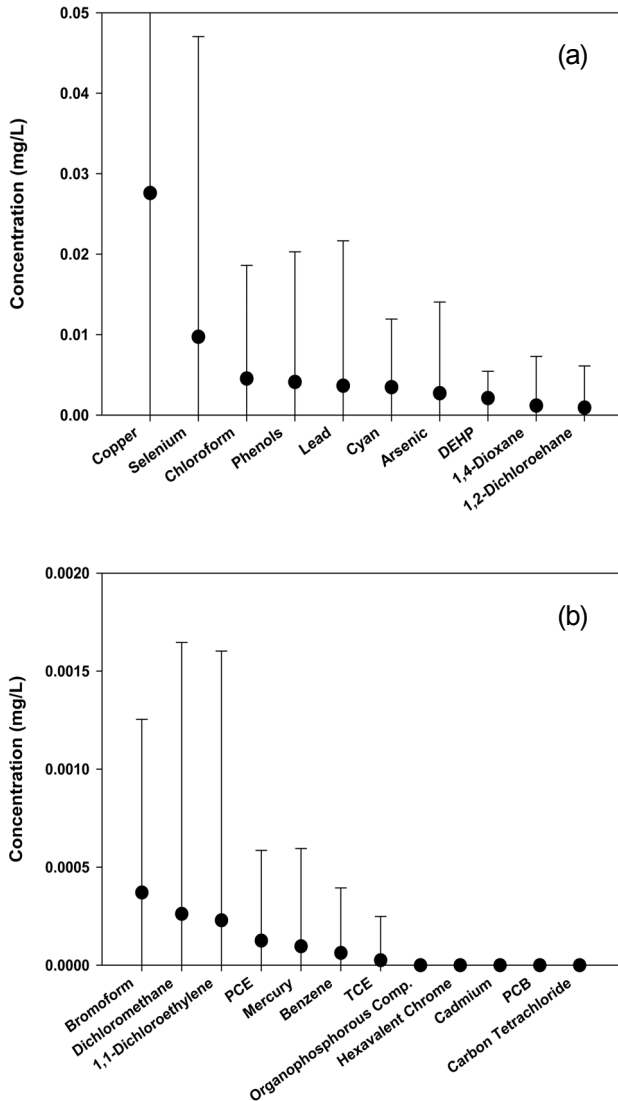 (a)
Concentration (mg/L)
0.05
0.04
0.03
0.02
0.01
0.00
Copper
Selenium
Chloroform
Phenols
Lead
Cyan
Arsenic
DEHP
1,4-Dioxane
1,2-Dichloroehane
(b)
Concentration (mg/L)
0.0020
0.0015
0.0010
0.0005
0.0000
Bromoform
Dichloromethane
1,1-Dichloroethylene
PCE
Mercury
Benzene
TCE
Organophosphorous Comp.
Hexavalent Chrome
Cadmium
PCB
Carbon Tetrachloride